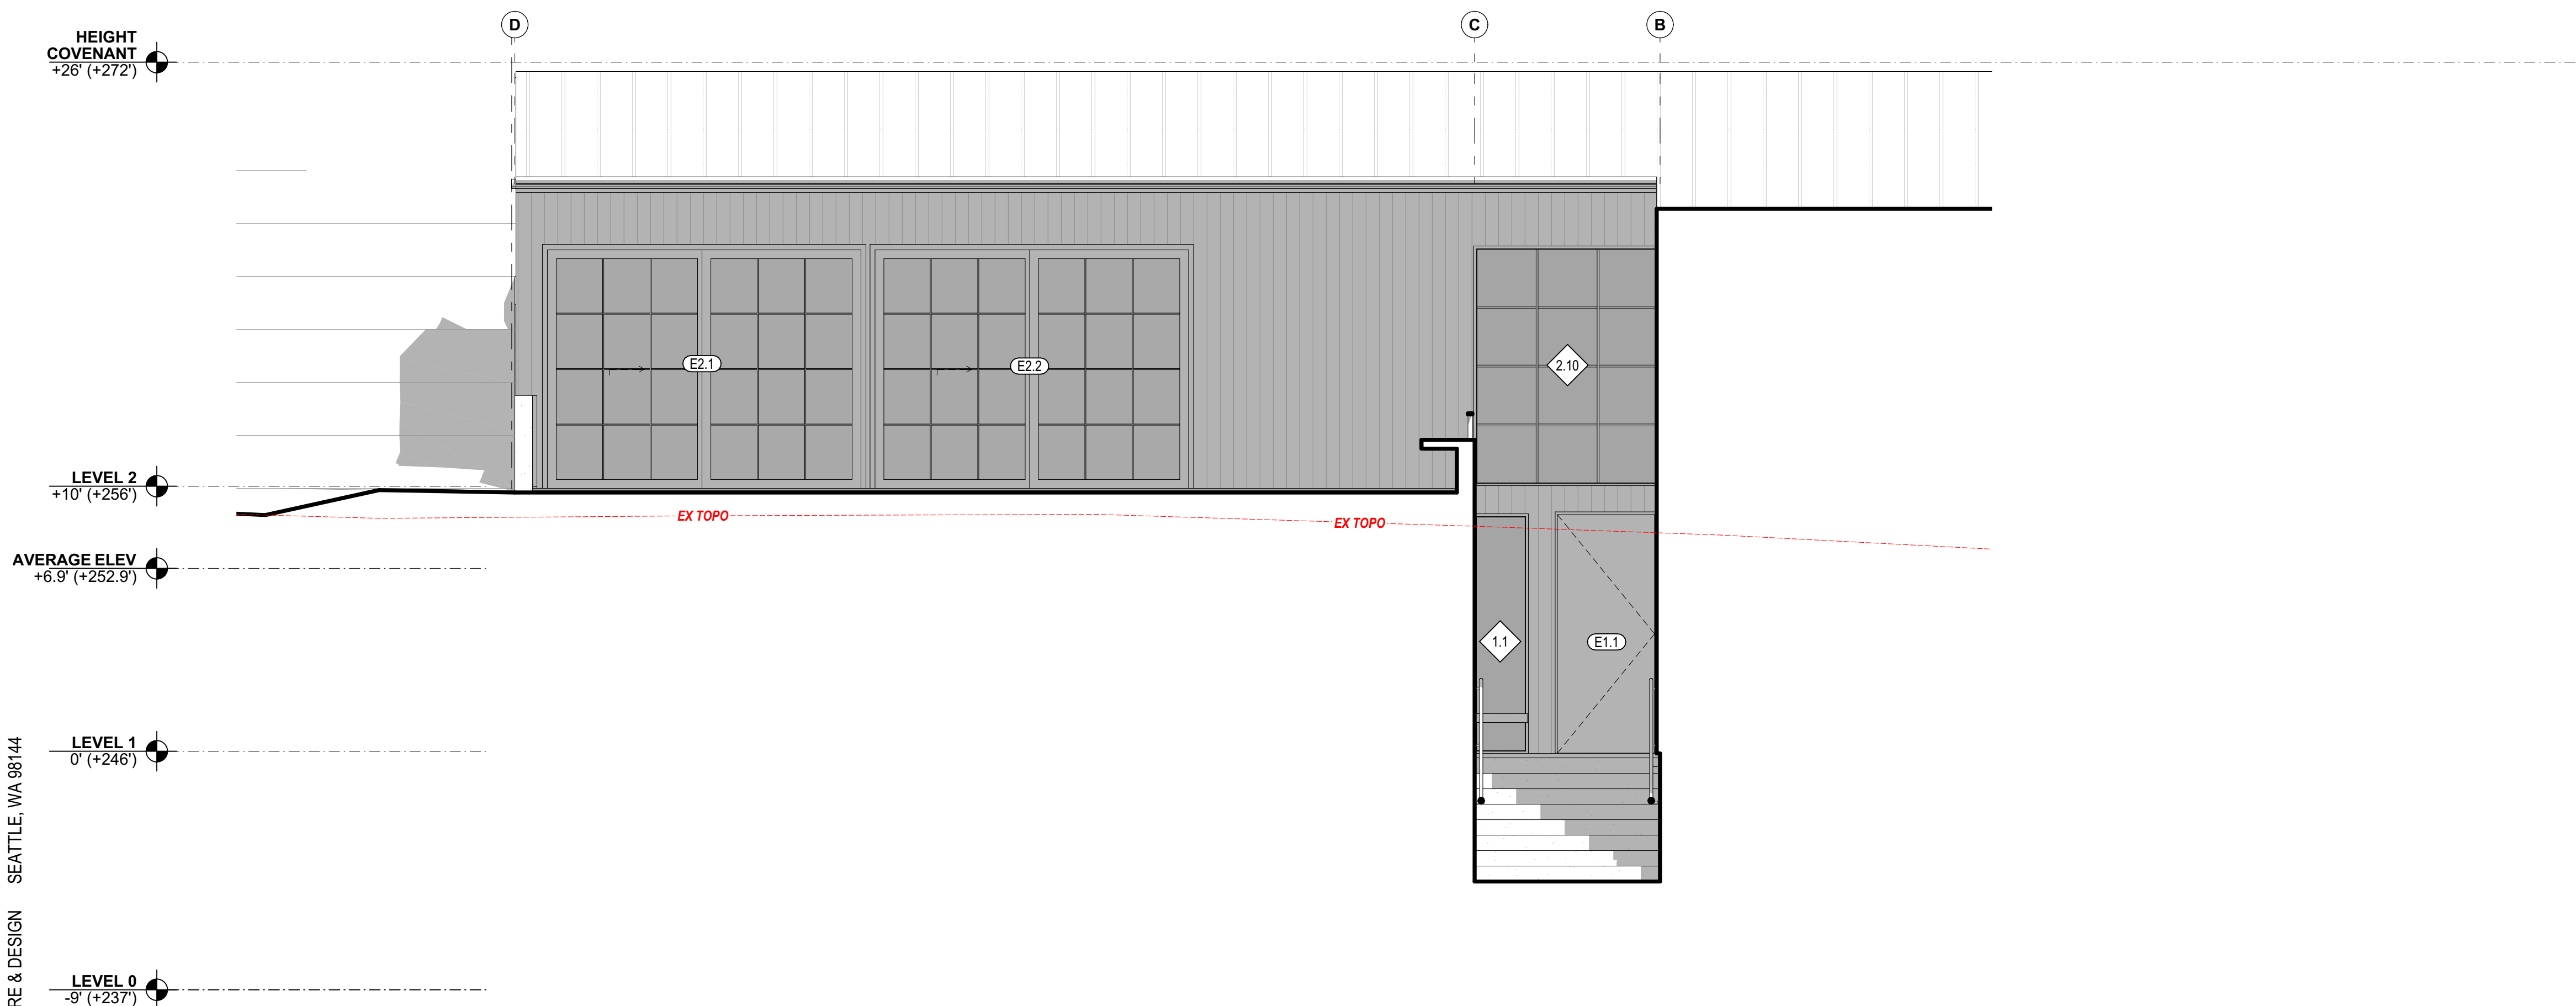 D
C
B
HEIGHT
COVENANT
+26' (+272')
E2.1
E2.2
2.10
LEVEL 2
+10' (+256')
EX TOPO
EX TOPO
AVERAGE ELEV
+6.9' (+252.9')
1.1
E1.1
LEVEL 1
0' (+246')
LEVEL 0
-9' (+237')
RE & DESIGN SEATTLE, WA 98144